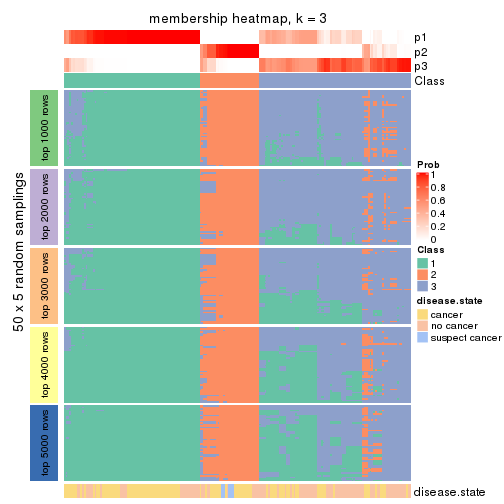 membership heatmap, k = 3
p1
p2
p3
Class
50 x 5 random samplings
top 1000 rows
top 2000 rows
top 3000 rows
top 4000 rows
top 5000 rows
Prob
1
0.8
0.6
0.4
0.2
0
Class
1
2
3
disease.state
cancer
no cancer
suspect cancer
disease.state